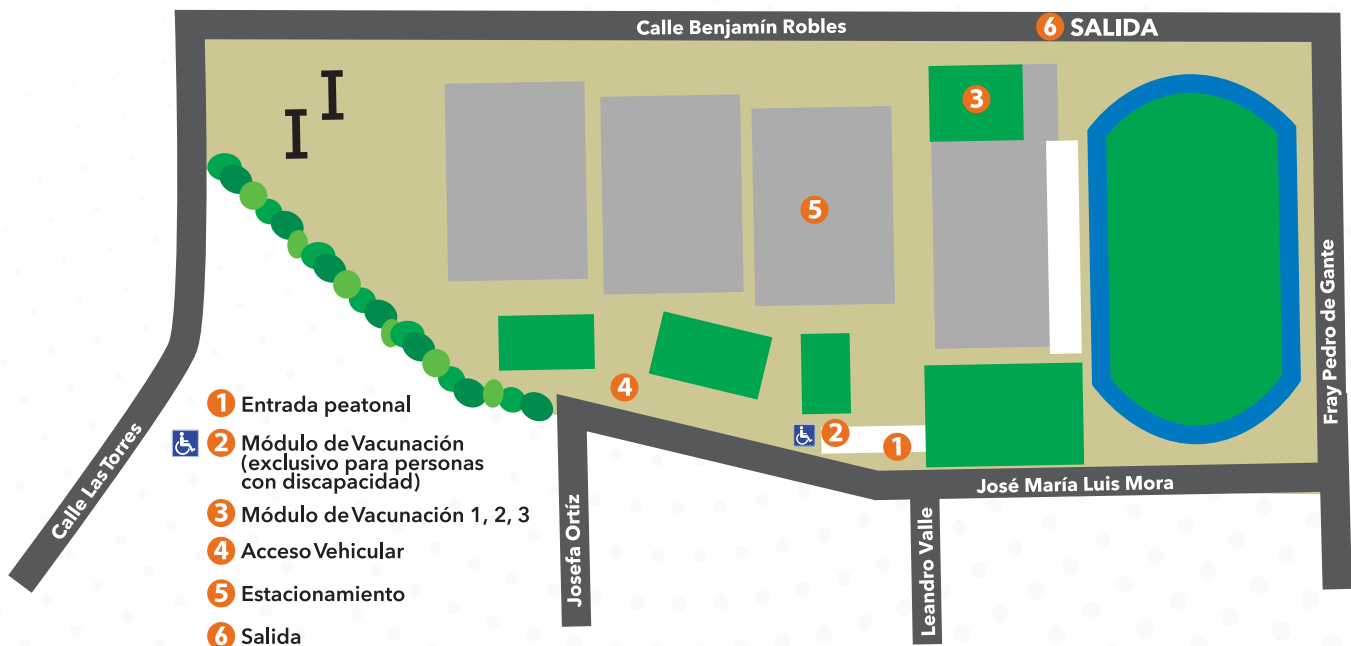 Calle Benjamín Robles
6 SALIDA
3
5
4
2
1
Fray Pedro de Gante
Calle Las Torres
José María Luis Mora
Josefa Ortíz
Leandro Valle
1 Entrada peatonal
2 Módulo de Vacunación
(exclusivo para personas
con discapacidad)
3 Módulo de Vacunación 1, 2, 3
4 Acceso Vehicular
5 Estacionamiento
6 Salida